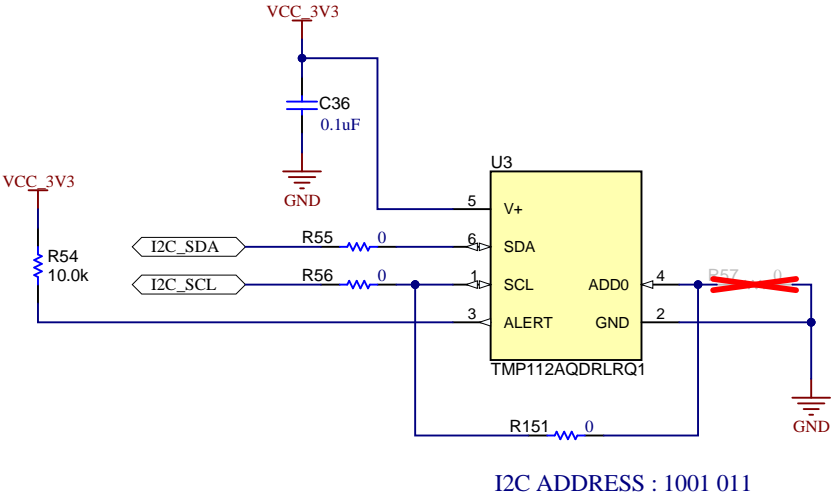 VCC_3V3
C36
0.1uF
GND
VCC_3V3
R54
10.0k
I2C_SDA
R55
0
I2C_SCL
R56
0
U3
5
V+
6
SDA
1
SCL
3
ALERT
ADD0
4
GND
2
TMP112AQDRLRQ1
R57
0
GND
R151
0
I2C ADDRESS : 1001 011